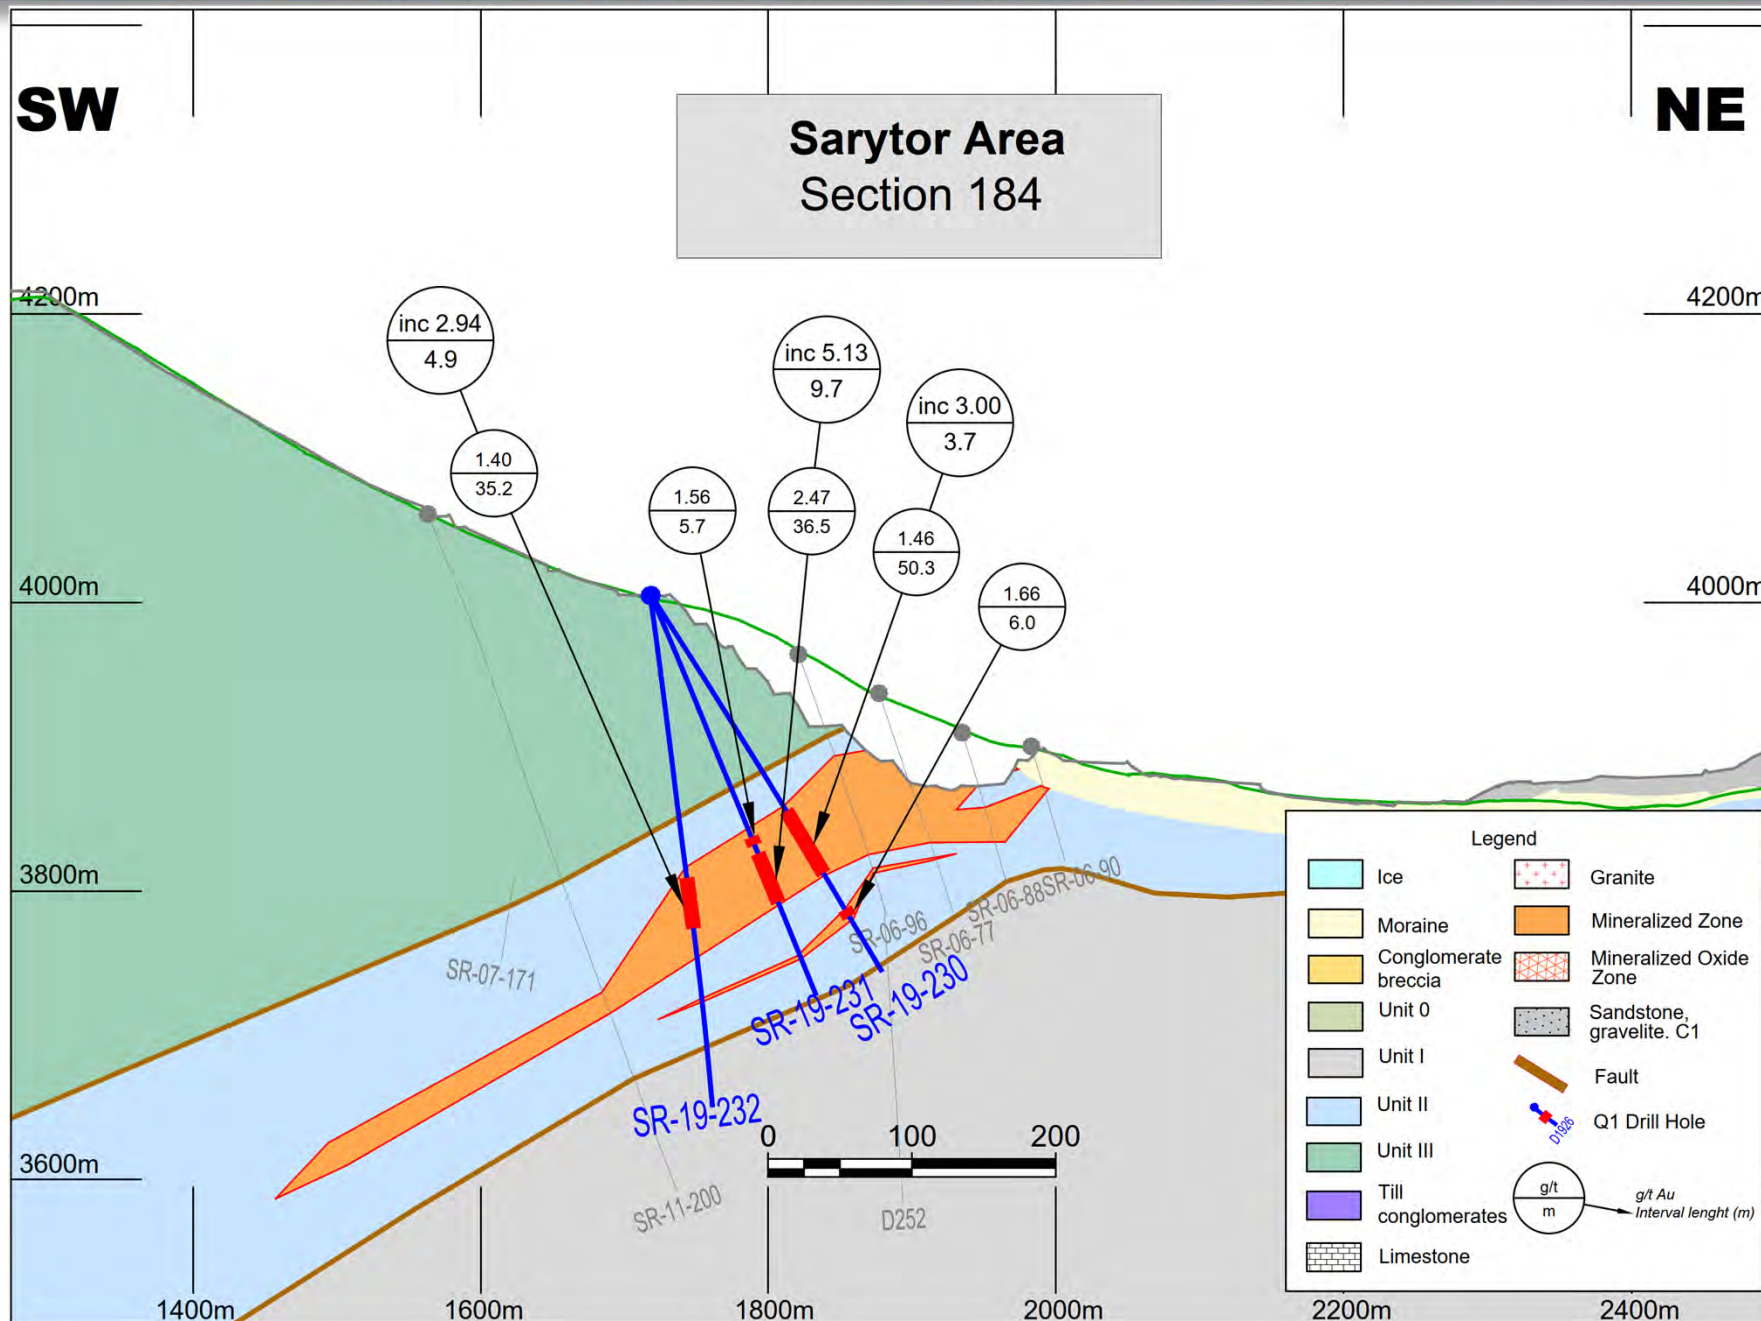 SW
NE
Sarytor Area
Section 184
4200m
4200m
inc 2.94
4.9
inc 5.13
9.7
inc 3.00
3.7
1.40
35.2
1.56
5.7
2.47
36.5
1.46
50.3
1.66
6.0
4000m
4000m
3800m
3600m
SR-07-171
SR-06-96
SR-06-77
SR-06-88
SR-06-90
SR-19-231
SR-19-230
SR-19-232
SR-11-200
D252
0 100 200
1400m 1600m 1800m 2000m 2200m 2400m
Legend
Ice
Moraine
Conglomerate
breccia
Unit 0
Unit I
Unit II
Unit III
Till
conglomerates
Limestone
Granite
Mineralized Zone
Mineralized Oxide
Zone
Sandstone,
gravelite. C1
Fault
D1926
Q1 Drill Hole
g/t
m
g/t Au
Interval lenght (m)